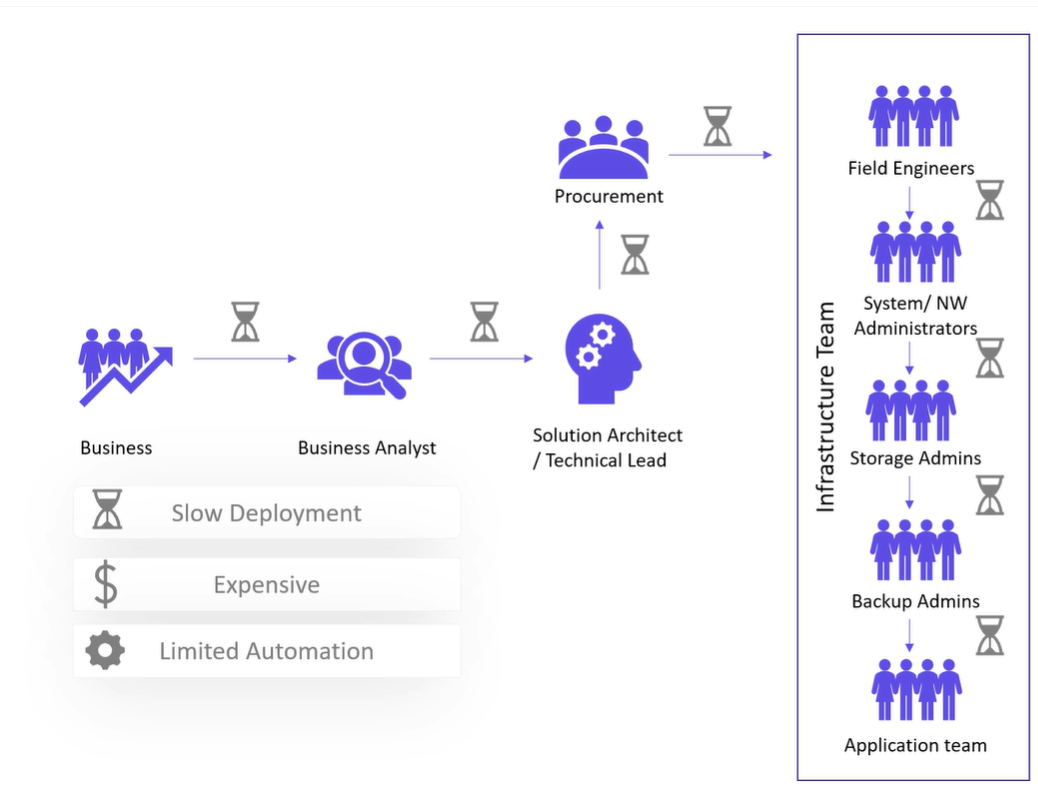 Business
Business Analyst
Solution Architect
/ Technical Lead
Procurement
Infrastructure Team
Field Engineers
System/ NW
Administrators
Storage Admins
Backup Admins
Application team
Slow Deployment
$
Expensive
Limited Automation